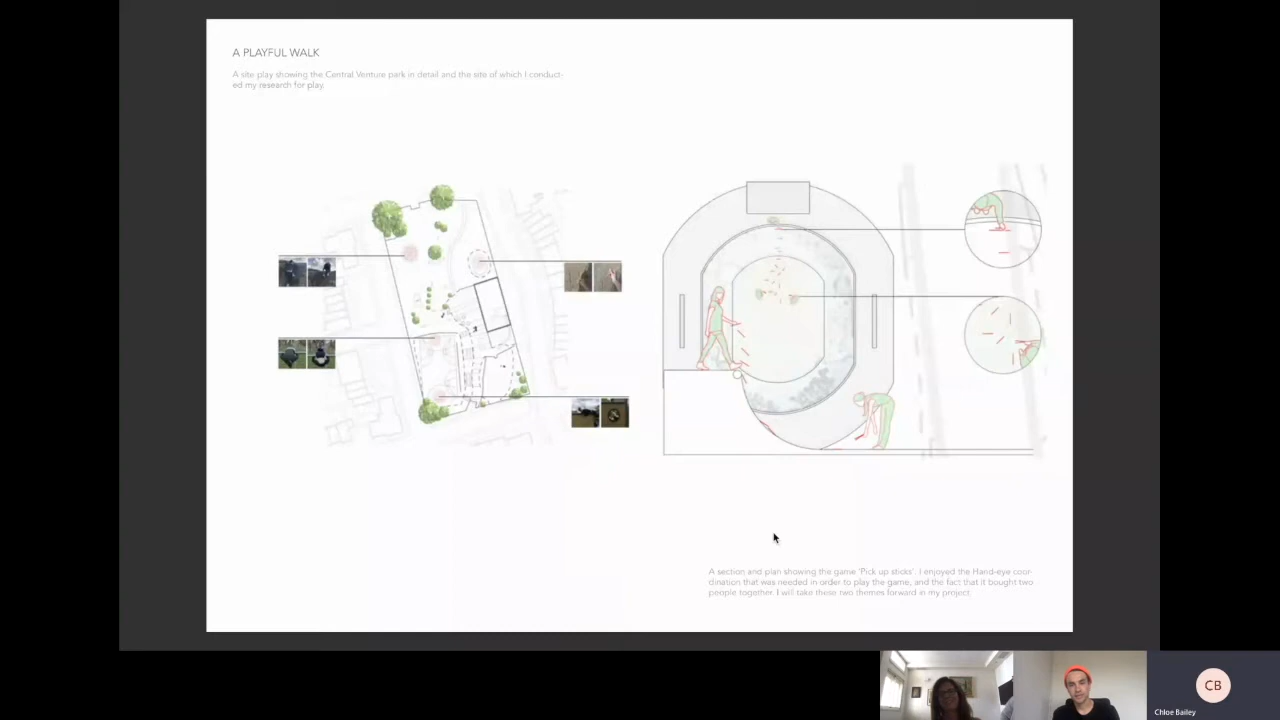 A PLAYFUL WALK
A site play showing the Central Venture park in detail and the site of which I conduct-
ed my research for play.
A section and plan showing the game 'Pick up sticks'. I enjoyed the Hand-eye coor-
dination that was needed in order to play the game, and the fact that it bought two
people together. I will take these two themes forward in my project.
CB
Chloe Bailey